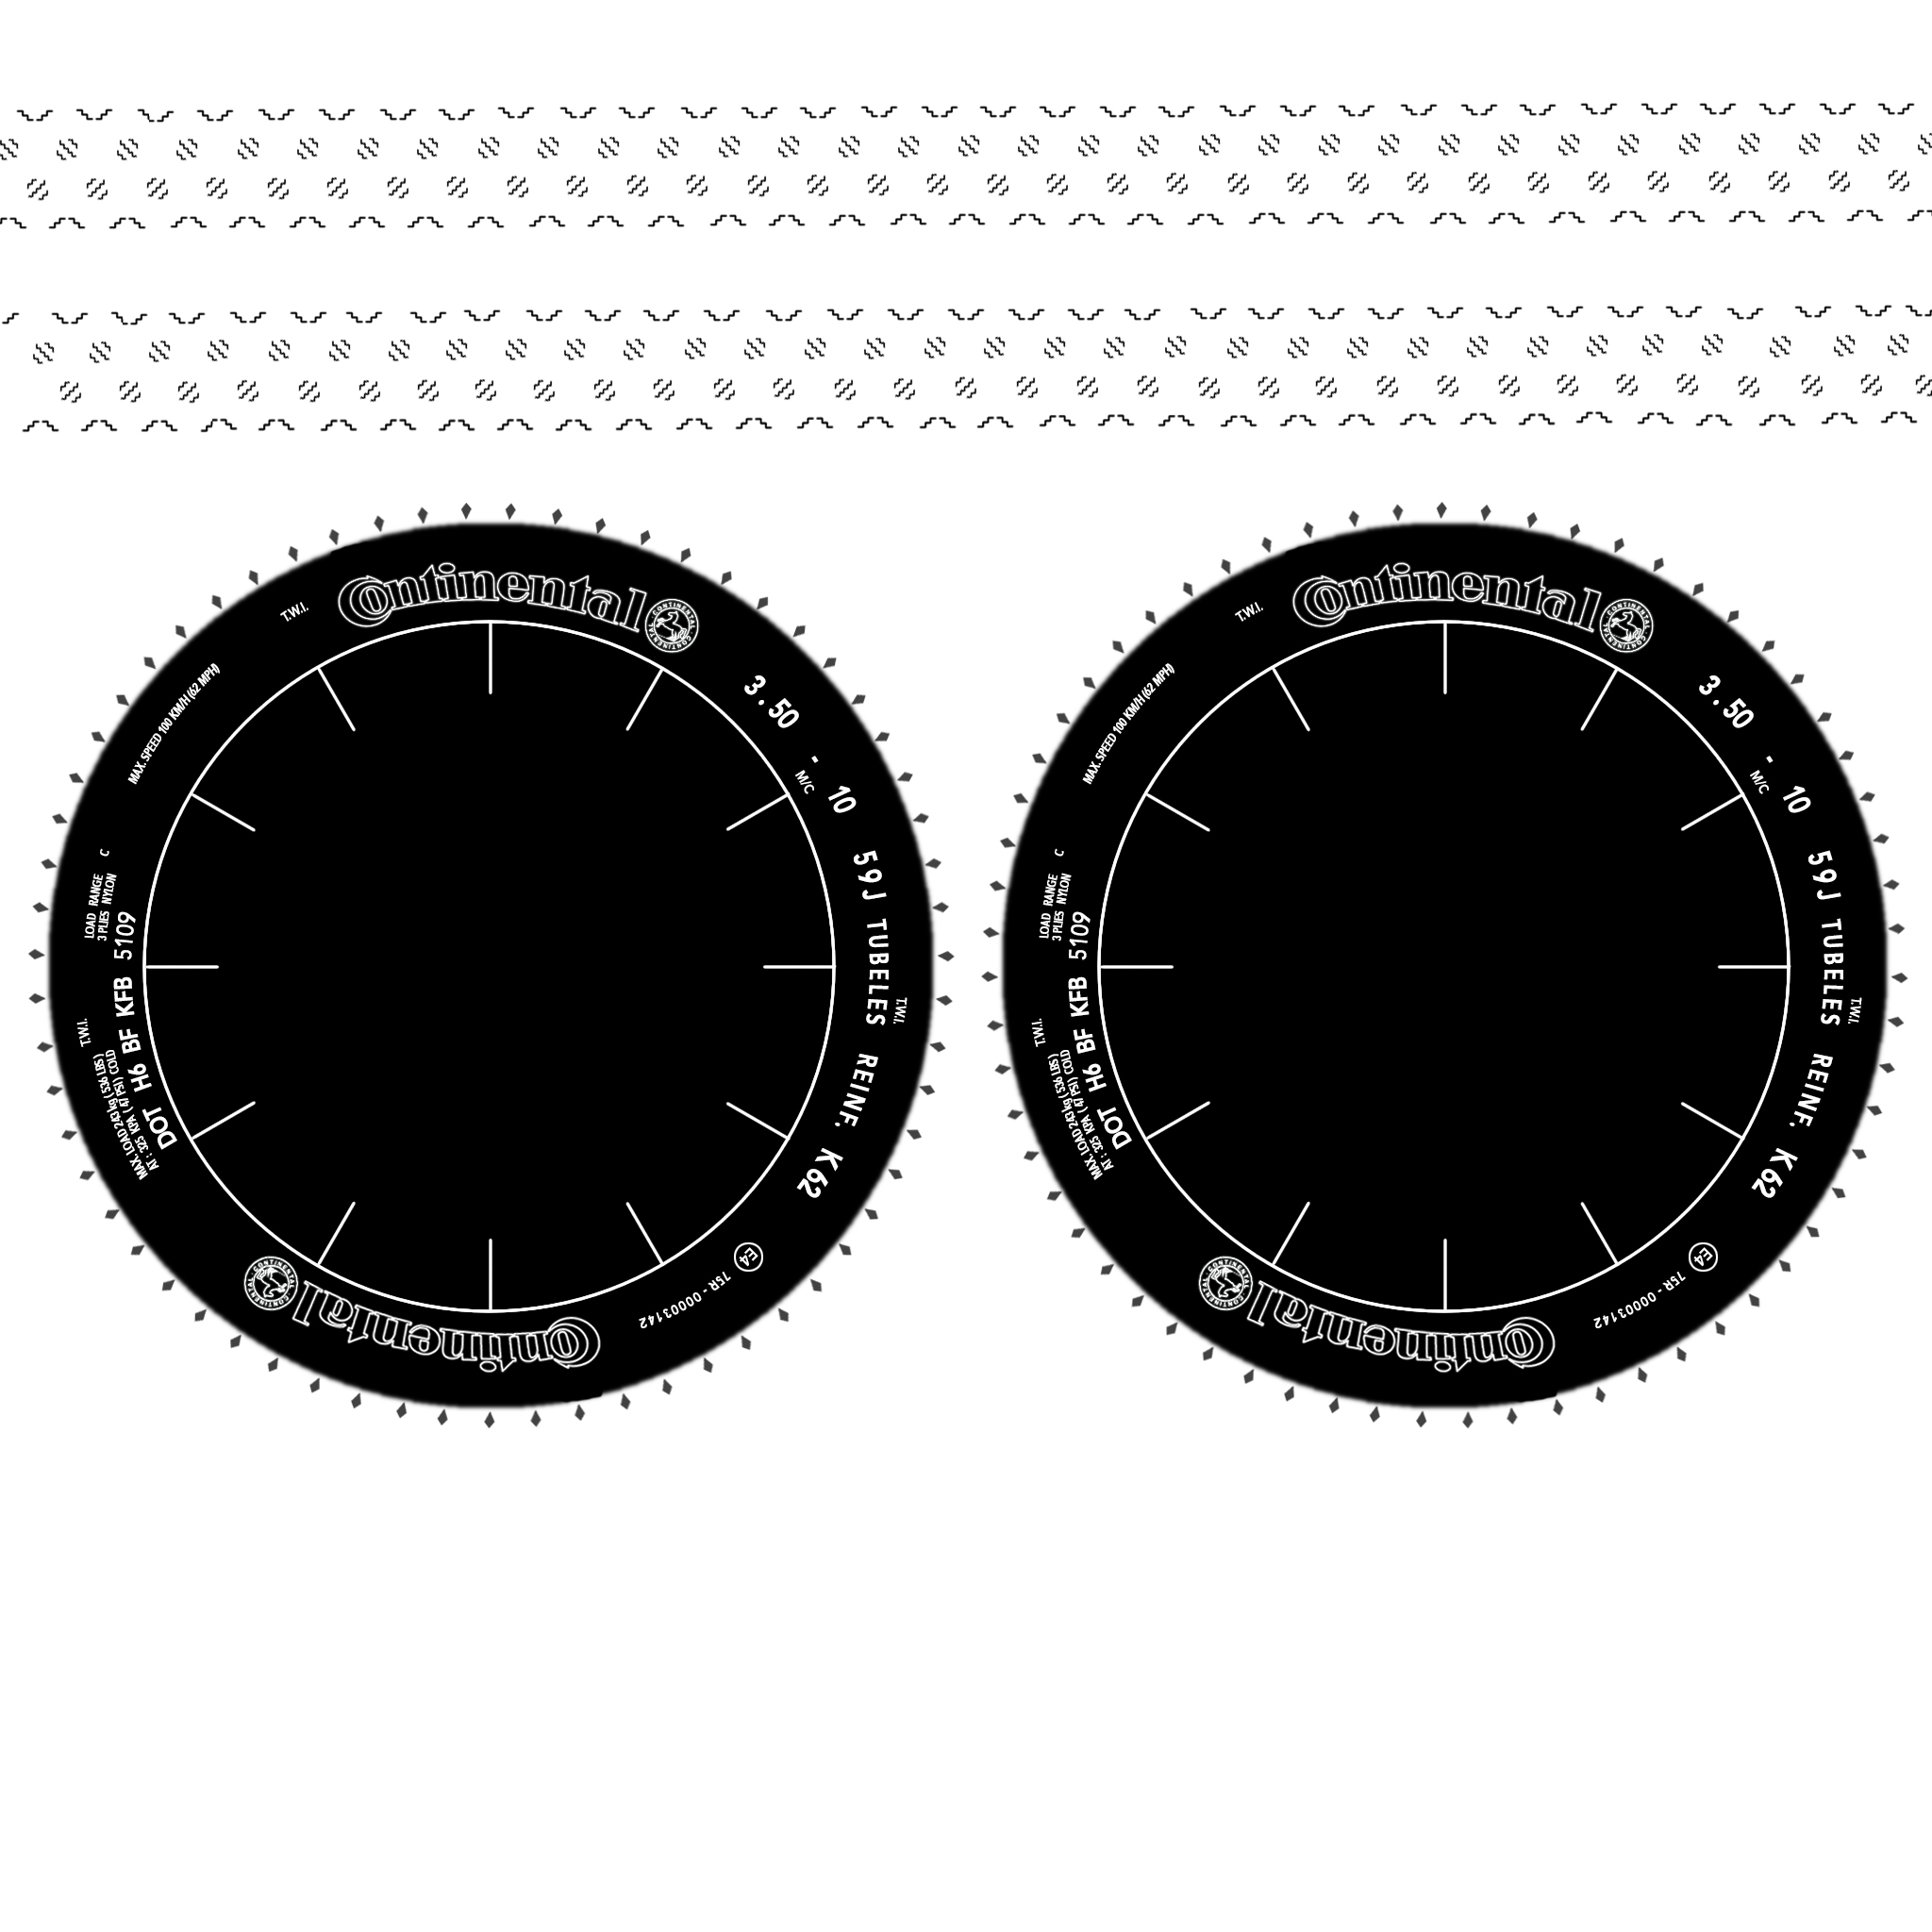 Continental
CONTINENTAL · CONTINENTAL ·
3.50 - 10
M/C
59J TUBELES REINF. K62
T.W.I.
E4
75R - 00003142
Continental
CONTINENTAL · CONTINENTAL ·
MAX. LOAD 243 kg ( 536 LBS)
AT : 325 KPA ( 47 PSI) COLD
DOT H6 BF KFB 5109
T.W.I.
LOAD RANGE C
3 PLIES NYLON
MAX. SPEED 100 KM/H (62 MPH)
T.W.I.
Continental
CONTINENTAL · CONTINENTAL ·
3.50 - 10
M/C
59J TUBELES REINF. K62
T.W.I.
E4
75R - 00003142
Continental
CONTINENTAL · CONTINENTAL ·
MAX. LOAD 243 kg ( 536 LBS)
AT : 325 KPA ( 47 PSI) COLD
DOT H6 BF KFB 5109
T.W.I.
LOAD RANGE C
3 PLIES NYLON
MAX. SPEED 100 KM/H (62 MPH)
T.W.I.